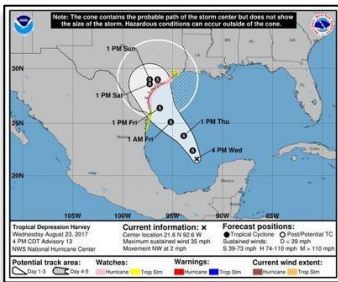 Note: The cone contains the probable path of the storm center but does not show
the size of the storm. Hazardous conditions can occur outside of the cone.
1 PM Sun
30N
1 PM Sat
1 PM Fri
1 PM Thu
1 AM Fri
4 PM Wed
25N
20N
105W
100W
95W
90W
85W
Tropical Depression Harvey
Wednesday August 23, 2017
4 PM CDT Advisory 13
NWS National Hurricane Center
Current information: x
Center location 21.6 N 92.6 W
Maximum sustained wind 35 mph
Movement NW at 2 mph
Forecast positions:
Tropical Cyclone Post/Potential TC
Sustained winds: D < 39 mph
S 39-73 mph H 74-110 mph M > 110 mph
Potential track area:
Day 1-3 Day 4-5
Watches:
Hurricane Trop Stm
Warnings:
Hurricane Trop Stm
Current wind extent:
Hurricane Trop Stm